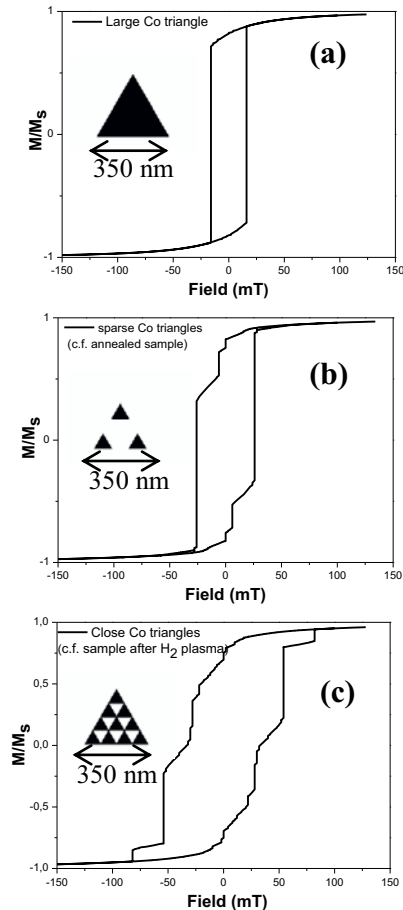 Large Co triangle
(a)
350 nm
1
0
-1
M/Ms
-150 -100 -50 0 50 100 150
Field (mT)
sparse Co triangles
(c.f. annealed sample)
(b)
350 nm
1
0
-1
M/Ms
-150 -100 -50 0 50 100 150
Field (mT)
Close Co triangles
(c.f. sample after H2 plasma)
(c)
350 nm
1,0
0,5
0,0
-0,5
-1,0
M/Ms
-150 -100 -50 0 50 100 150
Field (mT)